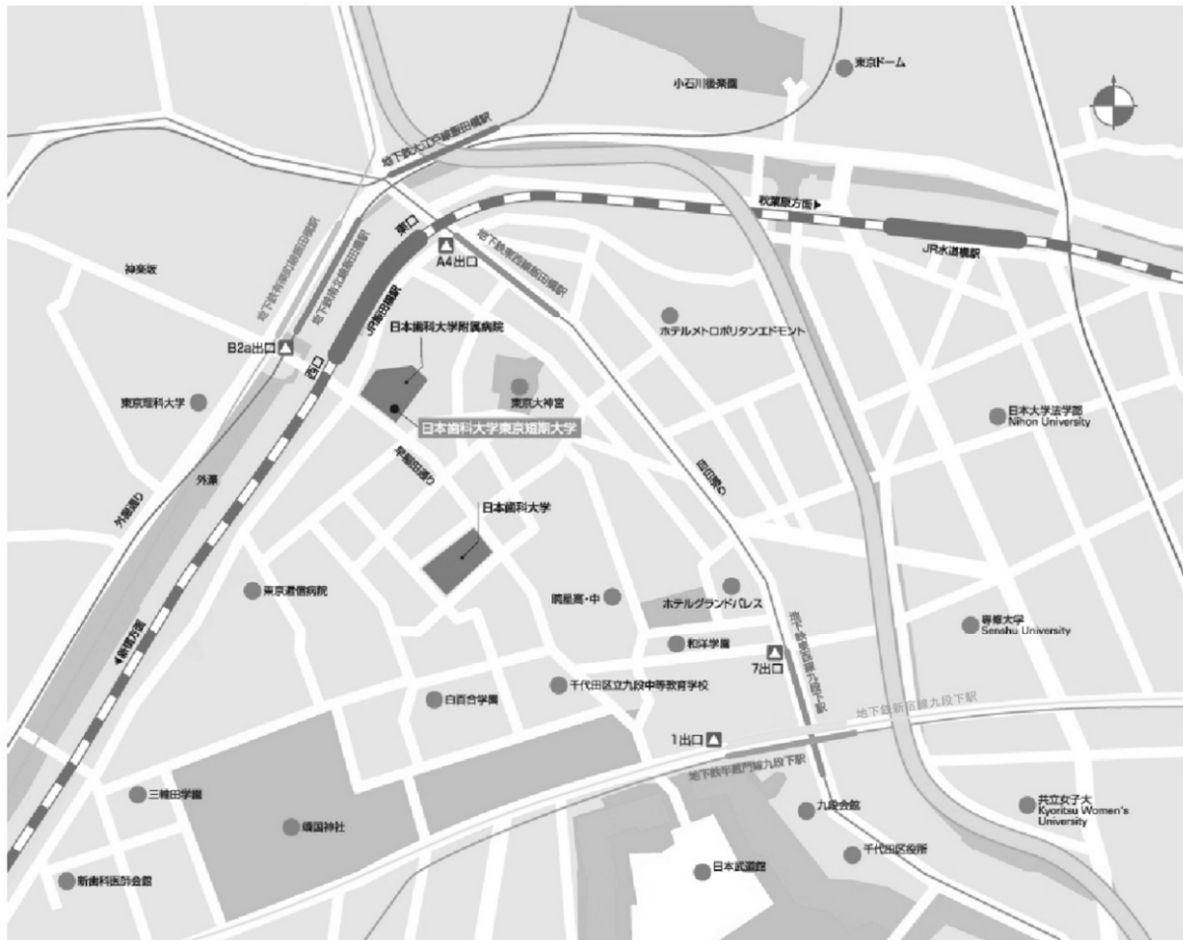 東京ドーム
小石川後楽園
地下鉄大江戸線飯田橋駅
秋葉原方面▶
JR水道橋駅
東口
A4出口
地下鉄東西線飯田橋駅
神楽坂
地下鉄有楽町線飯田橋駅
地下鉄南北線飯田橋駅
JR飯田橋駅
日本歯科大学附属病院
ホテルメトロポリタンエドモント
B2a出口
西口
東京理科大学
東京大神宮
日本大学法学部
Nihon University
日本歯科大学東京短期大学
早稲田通り
目白通り
外濠
外堀通り
日本歯科大学
東京逓信病院
暁星高・中
ホテルグランドパレス
専修大学
Senshu University
◀新宿方面
和洋学園
7出口
地下鉄東西線九段下駅
千代田区立九段中等教育学校
白百合学園
地下鉄新宿線九段下駅
1出口
地下鉄半蔵門線九段下駅
三輪田学園
九段会館
共立女子大
Kyoritsu Women's
University
靖国神社
千代田区役所
日本武道館
新歯科医師会館